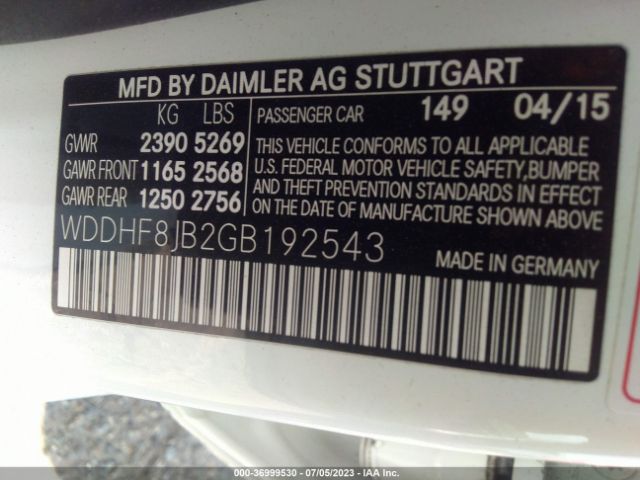 MFD BY DAIMLER AG STUTTGART
KG LBS PASSENGER CAR 149 04/15
GVWR 2390 5269
GAWR FRONT 1165 2568
GAWR REAR 1250 2756
THIS VEHICLE CONFORMS TO ALL APPLICABLE
U.S. FEDERAL MOTOR VEHICLE SAFETY,BUMPER
AND THEFT PREVENTION STANDARDS IN EFFECT
ON THE DATE OF MANUFACTURE SHOWN ABOVE.
WDDHF8JB2GB192543
MADE IN GERMANY
000-36999530 - 07/05/2023 - IAA Inc.